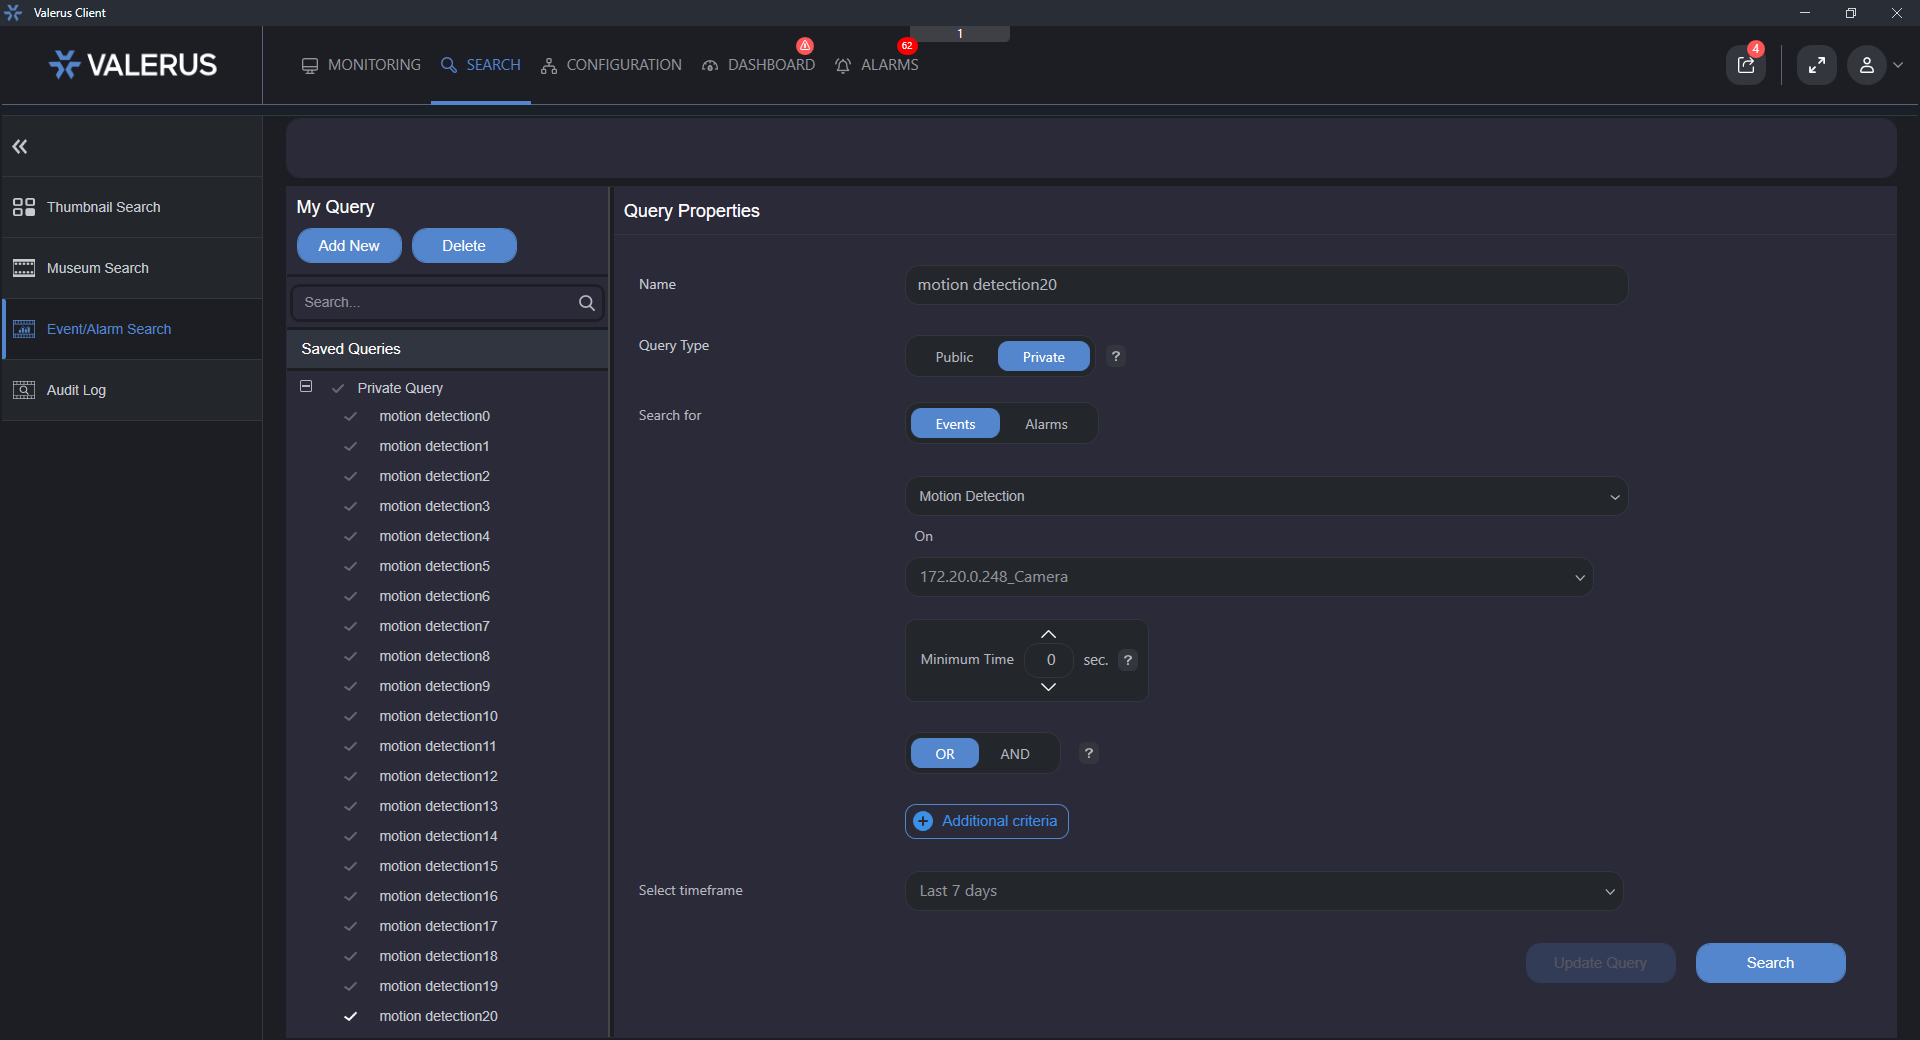 Valerus Client
1
VALERUS
MONITORING
SEARCH
CONFIGURATION
DASHBOARD
62
ALARMS
4
Thumbnail Search
Museum Search
Event/Alarm Search
Audit Log
My Query
Add New
Delete
Search...
Saved Queries
Private Query
motion detection0
motion detection1
motion detection2
motion detection3
motion detection4
motion detection5
motion detection6
motion detection7
motion detection8
motion detection9
motion detection10
motion detection11
motion detection12
motion detection13
motion detection14
motion detection15
motion detection16
motion detection17
motion detection18
motion detection19
motion detection20
Query Properties
Name
motion detection20
Query Type
Public
Private
?
Search for
Events
Alarms
Motion Detection
On
172.20.0.248_Camera
Minimum Time
0
sec.
?
OR
AND
?
Additional criteria
Select timeframe
Last 7 days
Update Query
Search